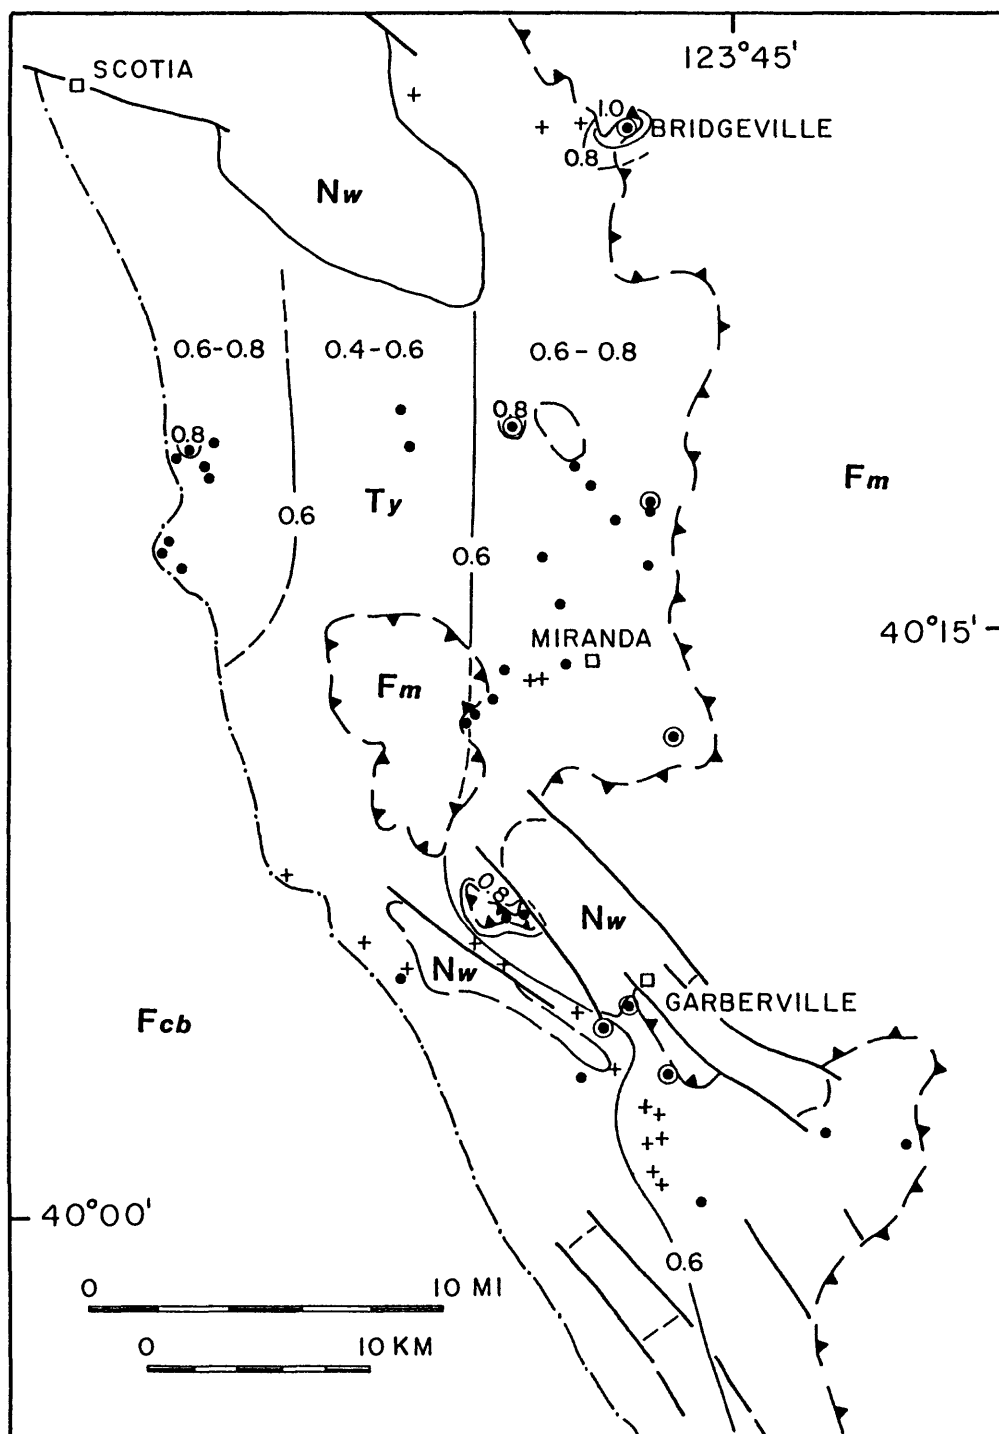 123°45'
SCOTIA
1.0
BRIDGEVILLE
0.8
Nw
0.6-0.8
0.4-0.6
0.6-0.8
0.8
0.8
Fm
Ty
0.6
0.6
40°15'
MIRANDA
Fm
0.8
Nw
Nw
GARBERVILLE
Fcb
40°00'
0.6
0 10 MI
0 10 KM